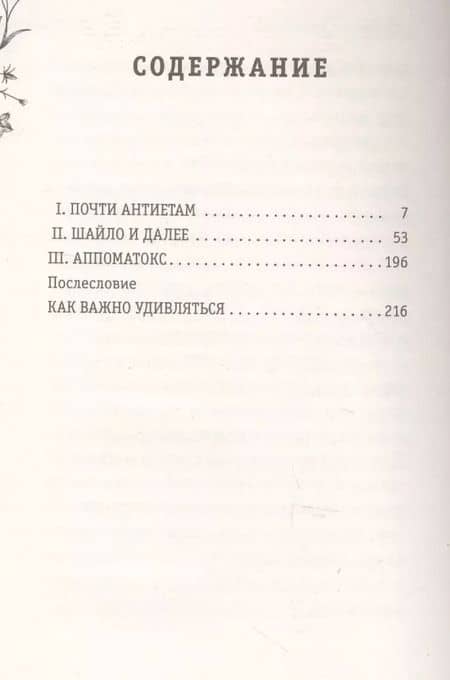 СОДЕРЖАНИЕ
I. ПОЧТИ АНТИЕТАМ ........................ 7
II. ШАЙЛО И ДАЛЕЕ ........................ 53
III. АППОМАТОКС ........................ 196
Послесловие
КАК ВАЖНО УДИВЛЯТЬСЯ .................. 216